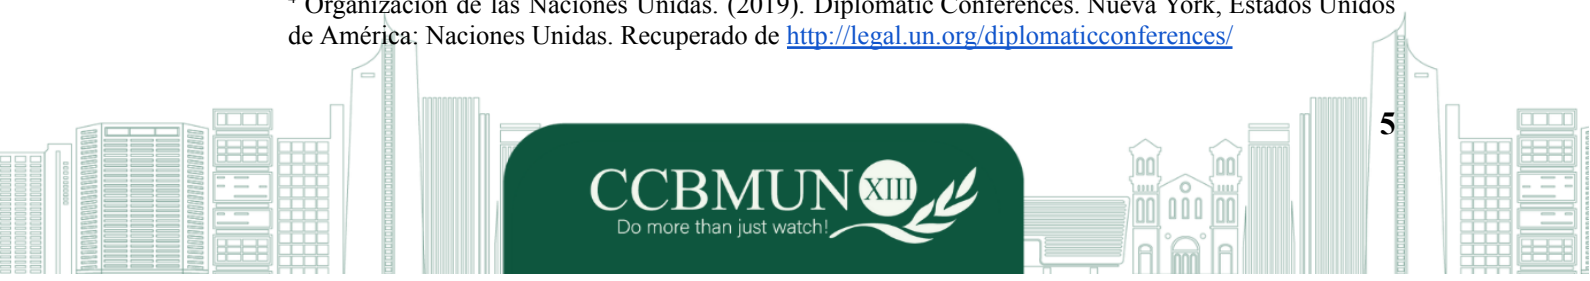 4 Organización de las Naciones Unidas. (2019). Diplomatic Conferences. Nueva York, Estados Unidos
de América: Naciones Unidas. Recuperado de http://legal.un.org/diplomaticconferences/
5
CCBMUN XIII
Do more than just watch!